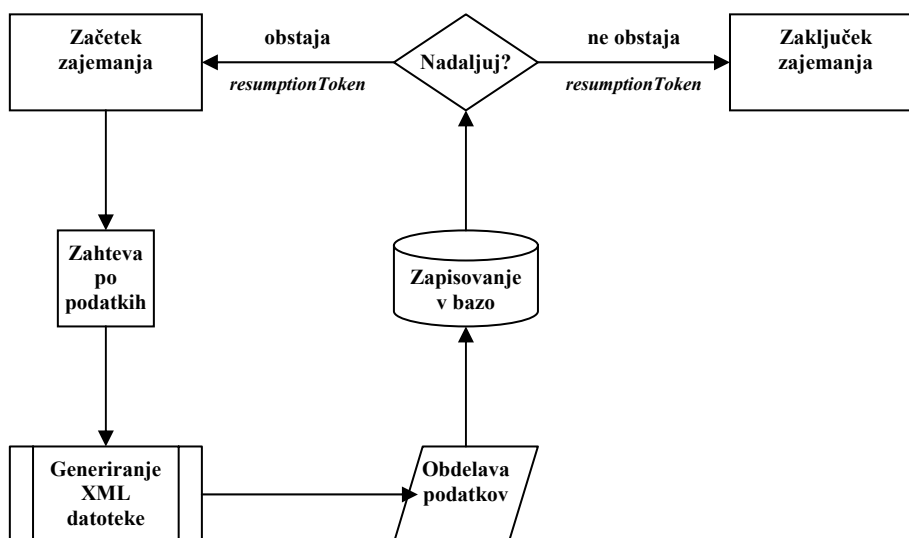 Začetek
zajemanja
obstaja
resumptionToken
Nadaljuj?
ne obstaja
resumptionToken
Zaključek
zajemanja
Zahteva
po
podatkih
Zapisovanje
v bazo
Generiranje
XML
datoteke
Obdelava
podatkov